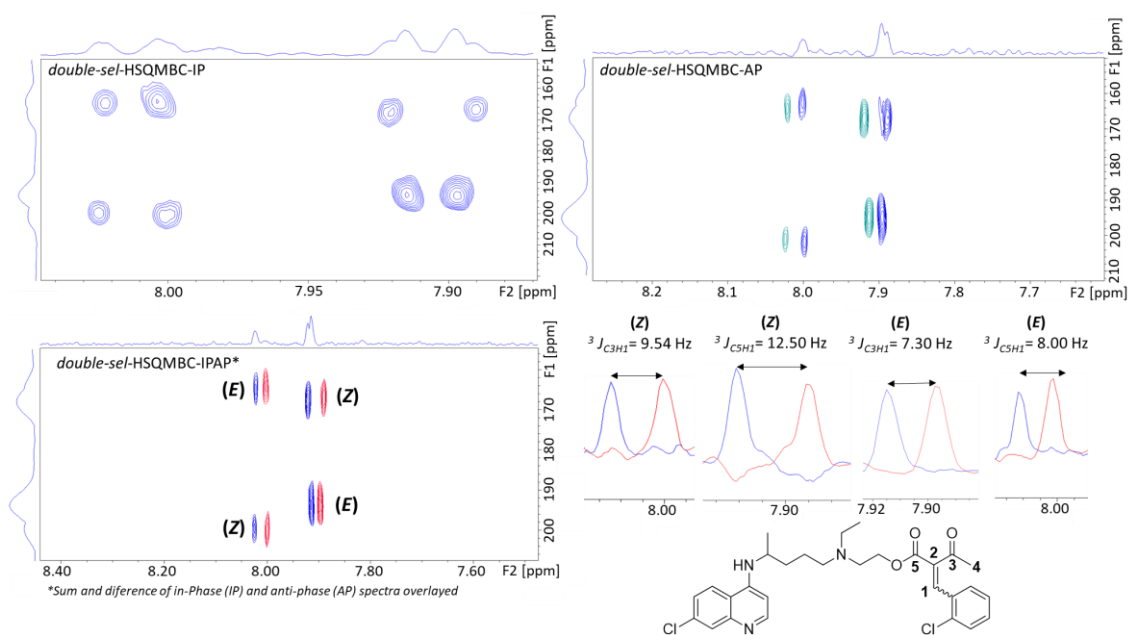 double-sel-HSQMBC-IP
F1 [ppm]
160
170
180
190
200
210
8.00
7.95
7.90
F2 [ppm]
double-sel-HSQMBC-AP
F1 [ppm]
160
170
180
190
200
210
8.2
8.1
8.0
7.9
7.8
7.7
F2 [ppm]
double-sel-HSQMBC-IPAP*
F1 [ppm]
(E)
(Z)
(Z)
(E)
170
180
190
200
8.40
8.20
8.00
7.80
7.60
F2 [ppm]
*Sum and diference of in-Phase (IP) and anti-phase (AP) spectra overlayed
(Z)
3 JC3H1= 9.54 Hz
8.00
(Z)
3 JC5H1= 12.50 Hz
7.90
(E)
3 JC3H1= 7.30 Hz
7.92
7.90
(E)
3 JC5H1= 8.00 Hz
8.00
HN
N
O
O
O
5
2
3
4
1
Cl
N
Cl